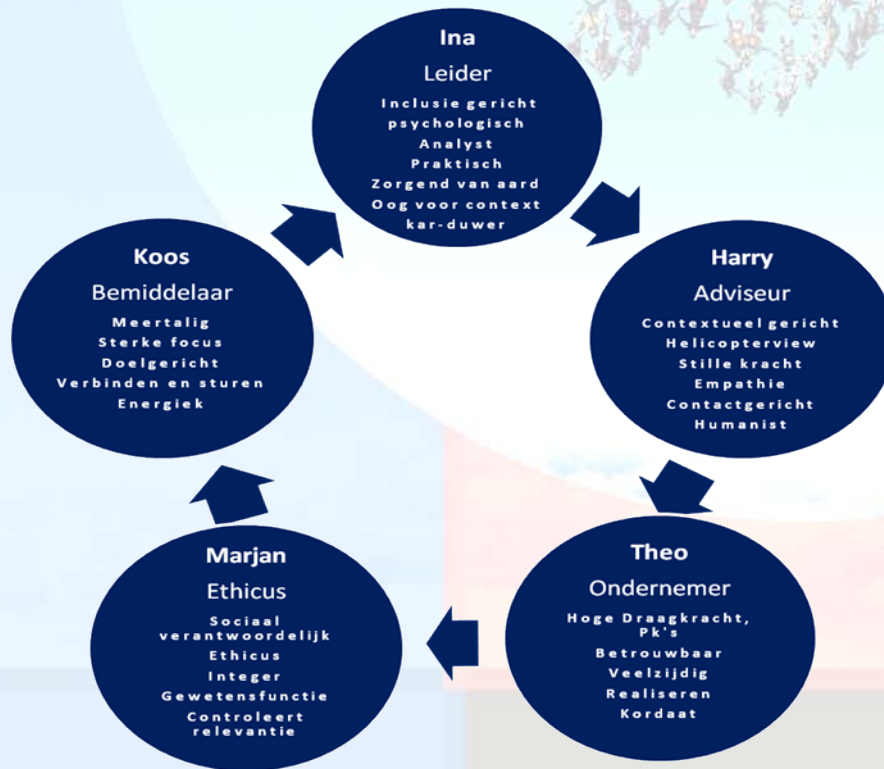 Ina
Leider
Inclusie gericht
psychologisch
Analyst
Praktisch
Zorgend van aard
Oog voor context
kar-duwer
Harry
Adviseur
Contextueel gericht
Helicopterview
Stille kracht
Empathie
Contactgericht
Humanist
Theo
Ondernemer
Hoge Draagkracht,
Pk's
Betrouwbaar
Veelzijdig
Realiseren
Kordaat
Marjan
Ethicus
Sociaal
verantwoordelijk
Ethicus
Integer
Gewetensfunctie
Controleert
relevantie
Koos
Bemiddelaar
Meertalig
Sterke focus
Doelgericht
Verbinden en sturen
Energiek